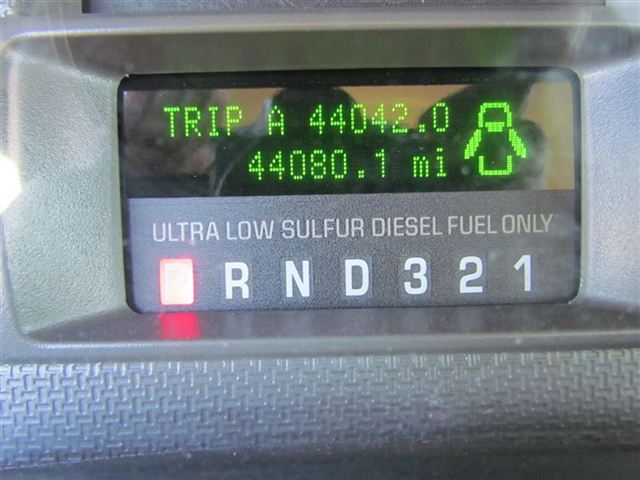 TRIP A 44042.0
44080.1 mi
ULTRA LOW SULFUR DIESEL FUEL ONLY
P R N D 3 2 1